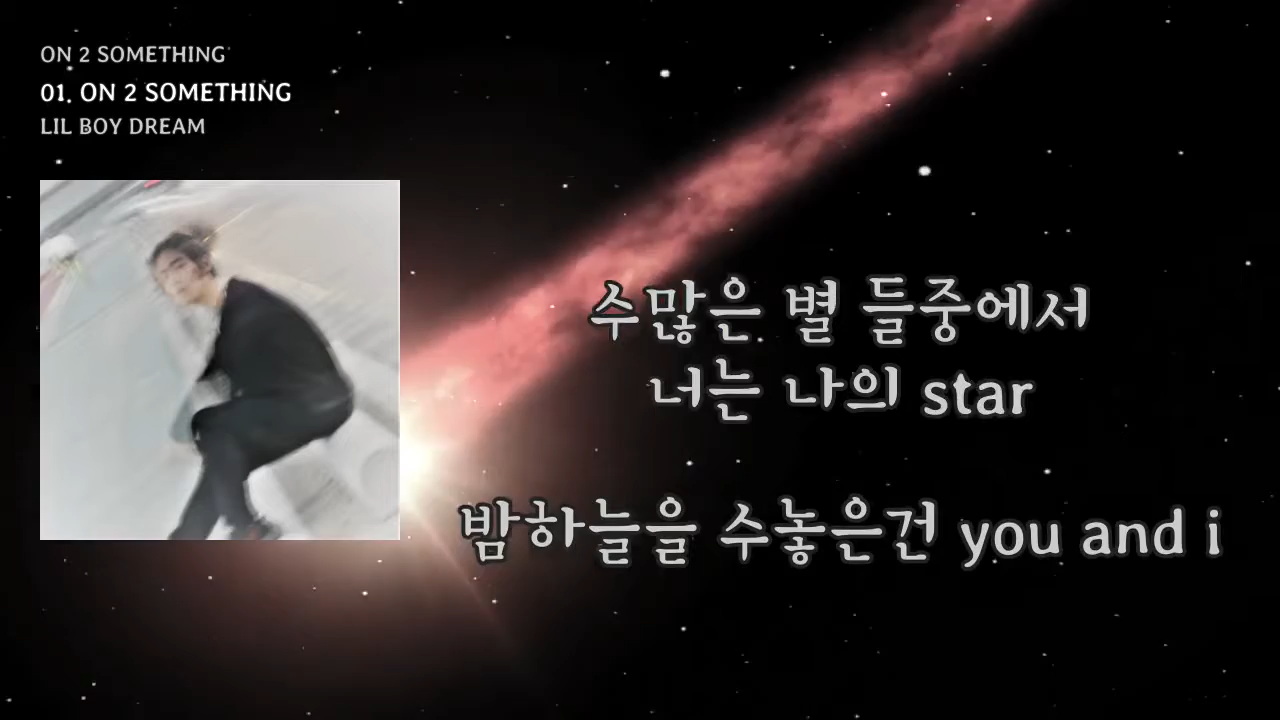 ON 2 SOMETHING
01. ON 2 SOMETHING
LIL BOY DREAM
수많은 별 들중에서
너는 나의 star
밤하늘을 수놓은건 you and i